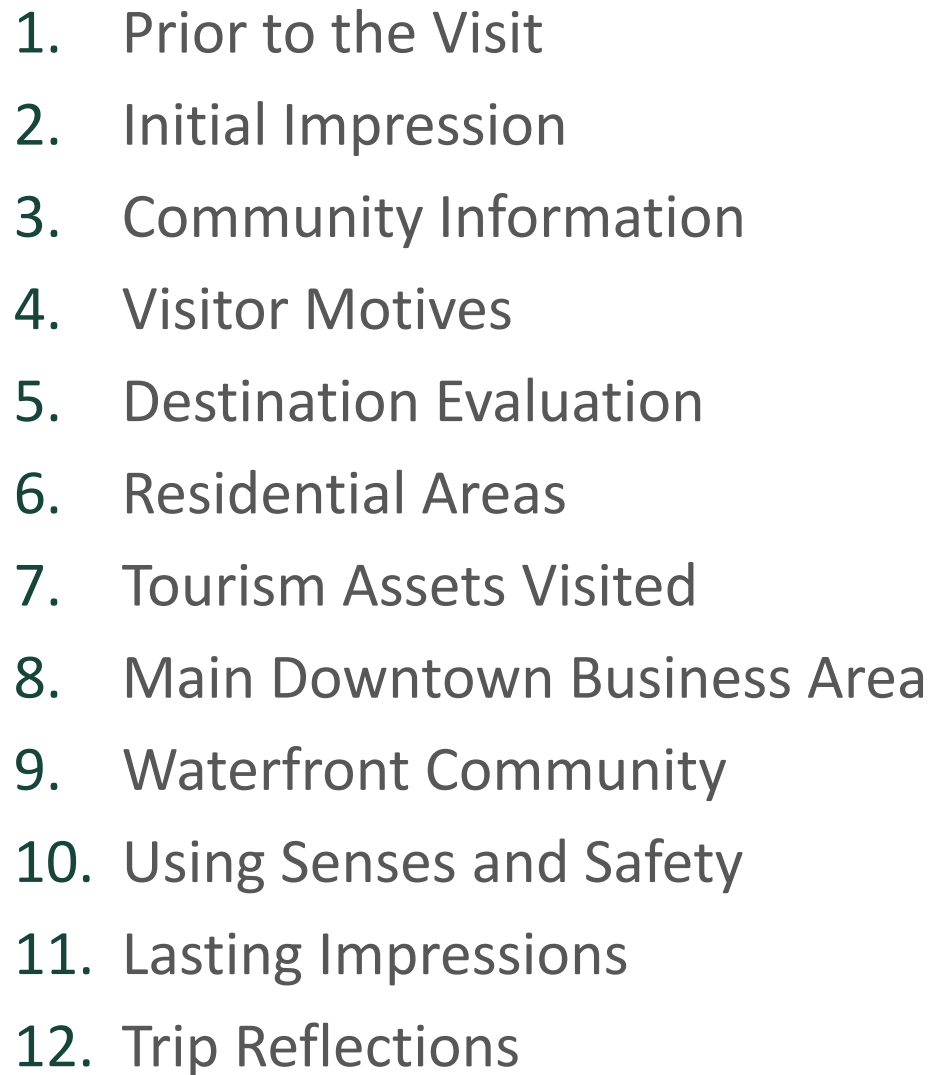 1. Prior to the Visit
2. Initial Impression
3. Community Information
4. Visitor Motives
5. Destination Evaluation
6. Residential Areas
7. Tourism Assets Visited
8. Main Downtown Business Area
9. Waterfront Community
10. Using Senses and Safety
11. Lasting Impressions
12. Trip Reflections